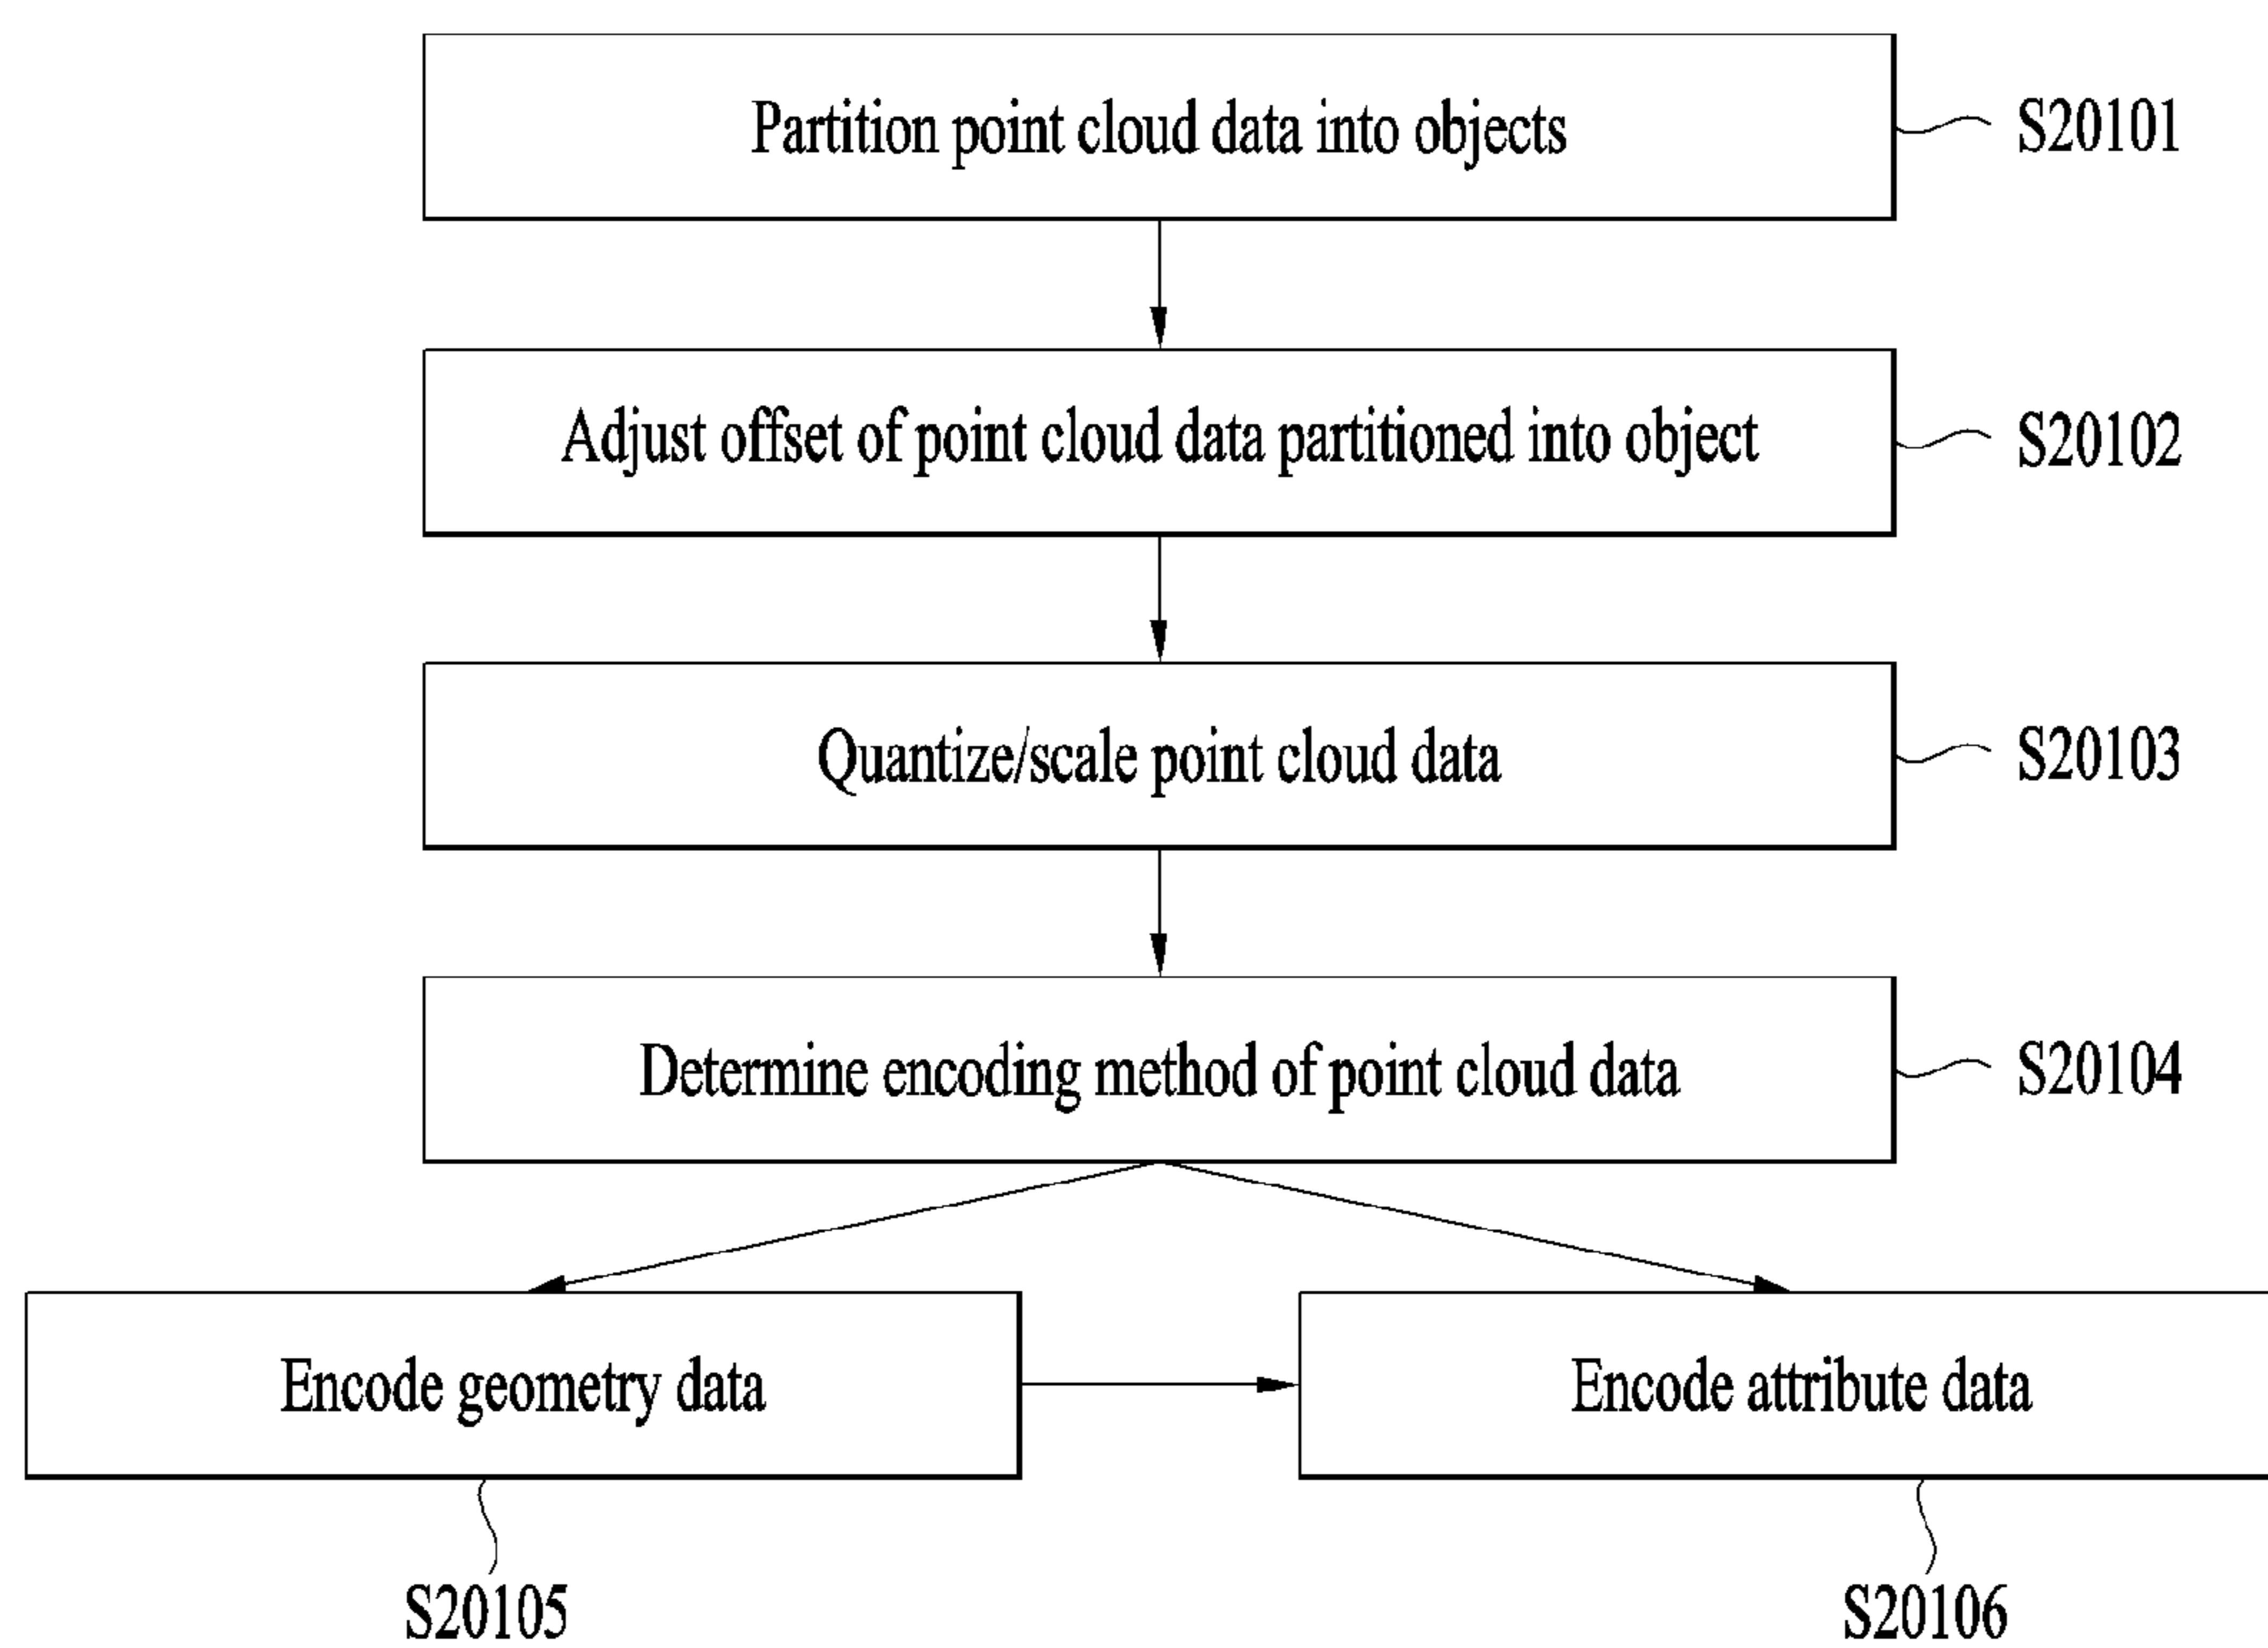 Partition point cloud data into objects
S20101
Adjust offset of point cloud data partitioned into object
S20102
Quantize/scale point cloud data
S20103
Determine encoding method of point cloud data
S20104
Encode geometry data
Encode attribute data
S20105
S20106